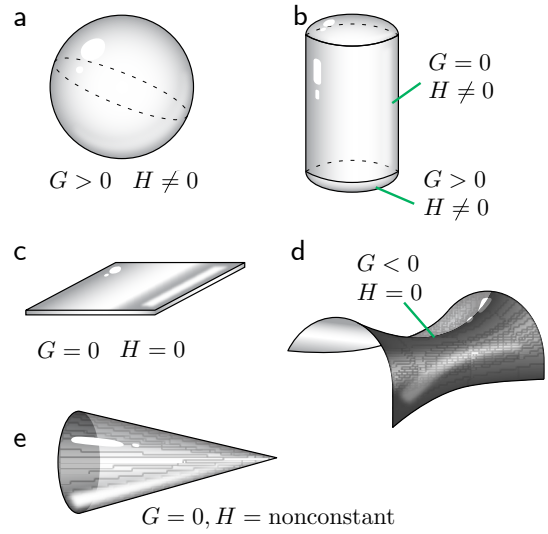 a
G > 0 H ≠ 0
b
G = 0
H ≠ 0
G > 0
H ≠ 0
c
G = 0 H = 0
d
G < 0
H = 0
e
G = 0, H = nonconstant